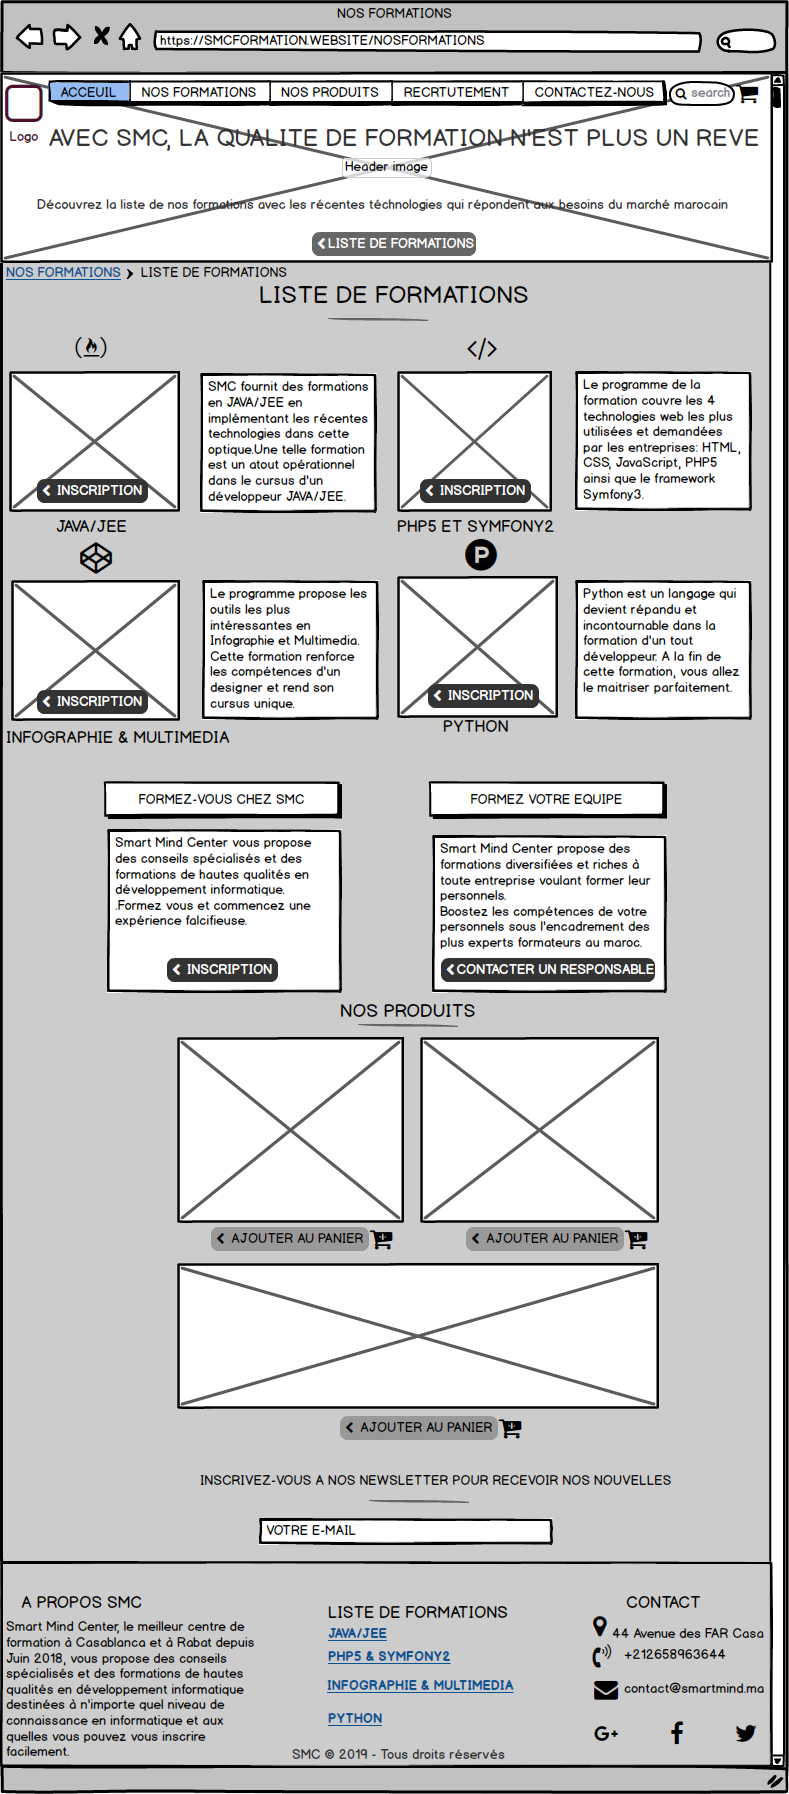 NOS FORMATIONS
https://SMCFORMATION.WEBSITE/NOSFORMATIONS
ACCEUIL NOS FORMATIONS NOS PRODUITS RECRTUTEMENT CONTACTEZ-NOUS search
Logo
AVEC SMC, LA QUALITE DE FORMATION N'EST PLUS UN REVE
Header image
Découvrez la liste de nos formations avec les récentes téchnologies qui répondent aux besoins du marché marocain
LISTE DE FORMATIONS
NOS FORMATIONS LISTE DE FORMATIONS
LISTE DE FORMATIONS
SMC fournit des formations
en JAVA/JEE en
implémentant les récentes
technologies dans cette
optique.Une telle formation
est un atout opérationnel
dans le cursus d'un
développeur JAVA/JEE.
INSCRIPTION
JAVA/JEE
Le programme de la
formation couvre les 4
technologies web les plus
utilisées et demandées
par les entreprises: HTML,
CSS, JavaScript, PHP5
ainsi que le framework
Symfony3.
INSCRIPTION
PHP5 ET SYMFONY2
P
Le programme propose les
outils les plus
intéressantes en
Infographie et Multimedia.
Cette formation renforce
les compétences d'un
designer et rend son
cursus unique.
INSCRIPTION
INFOGRAPHIE & MULTIMEDIA
Python est un langage qui
devient répandu et
incontournable dans la
formation d'un tout
développeur. A la fin de
cette formation, vous allez
le maitriser parfaitement.
INSCRIPTION
PYTHON
FORMEZ-VOUS CHEZ SMC
Smart Mind Center vous propose
des conseils spécialisés et des
formations de hautes qualités en
développement informatique.
.Formez vous et commencez une
expérience falcifieuse.
INSCRIPTION
FORMEZ VOTRE EQUIPE
Smart Mind Center propose des
formations diversifiées et riches à
toute entreprise voulant former leur
personnels.
Boostez les compétences de votre
personnels sous l'encadrement des
plus experts formateurs au maroc.
CONTACTER UN RESPONSABLE
NOS PRODUITS
AJOUTER AU PANIER
AJOUTER AU PANIER
AJOUTER AU PANIER
INSCRIVEZ-VOUS A NOS NEWSLETTER POUR RECEVOIR NOS NOUVELLES
VOTRE E-MAIL
A PROPOS SMC
Smart Mind Center, le meilleur centre de
formation à Casablanca et à Rabat depuis
Juin 2018, vous propose des conseils
spécialisés et des formations de hautes
qualités en développement informatique
destinées à n'importe quel niveau de
connaissance en informatique et aux
quelles vous pouvez vous inscrire
facilement.
LISTE DE FORMATIONS
JAVA/JEE
PHP5 & SYMFONY2
INFOGRAPHIE & MULTIMEDIA
PYTHON
CONTACT
44 Avenue des FAR Casa
+212658963644
contact@smartmind.ma
G+ f
SMC © 2019 - Tous droits réservés